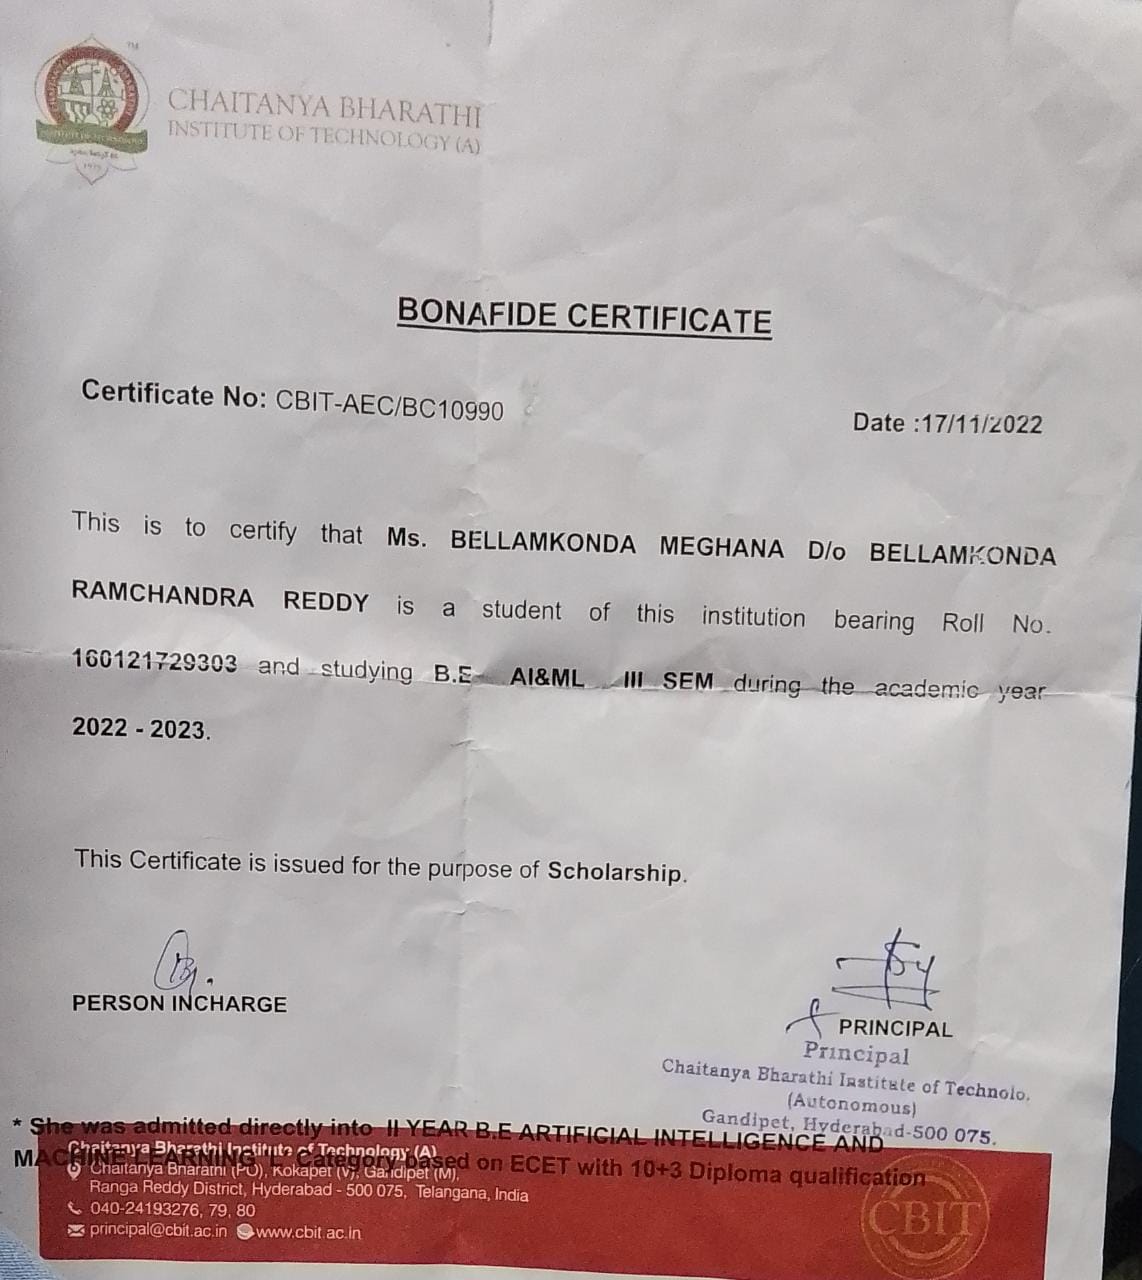 TM
CHAITANYA BHARATHI
INSTITUTE OF TECHNOLOGY (A)
1979
BONAFIDE CERTIFICATE
Certificate No: CBIT-AEC/BC10990
Date :17/11/2022
This is to certify that Ms. BELLAMKONDA MEGHANA D/o BELLAMKONDA
RAMCHANDRA REDDY is a student of this institution bearing Roll No.
160121729303 and studying B.E- AI&ML III SEM during the academic year
2022 - 2023.
This Certificate is issued for the purpose of Scholarship.
PERSON INCHARGE
PRINCIPAL
Principal
Chaitanya Bharathi Institute of Technolo.
(Autonomous)
Gandipet, Hyderabad-500 075.
* She was admitted directly into II YEAR B.E ARTIFICIAL INTELLIGENCE AND
MACHINE LEARNING Category based on ECET with 10+3 Diploma qualification
Chaitanya Bharathi Institute of Technology (A)
Chaitanya Bharathi (PO), Kokapet (V), Gandipet (M),
Ranga Reddy District, Hyderabad - 500 075, Telangana, India
040-24193276, 79, 80
principal@cbit.ac.in www.cbit.ac.in
CBIT